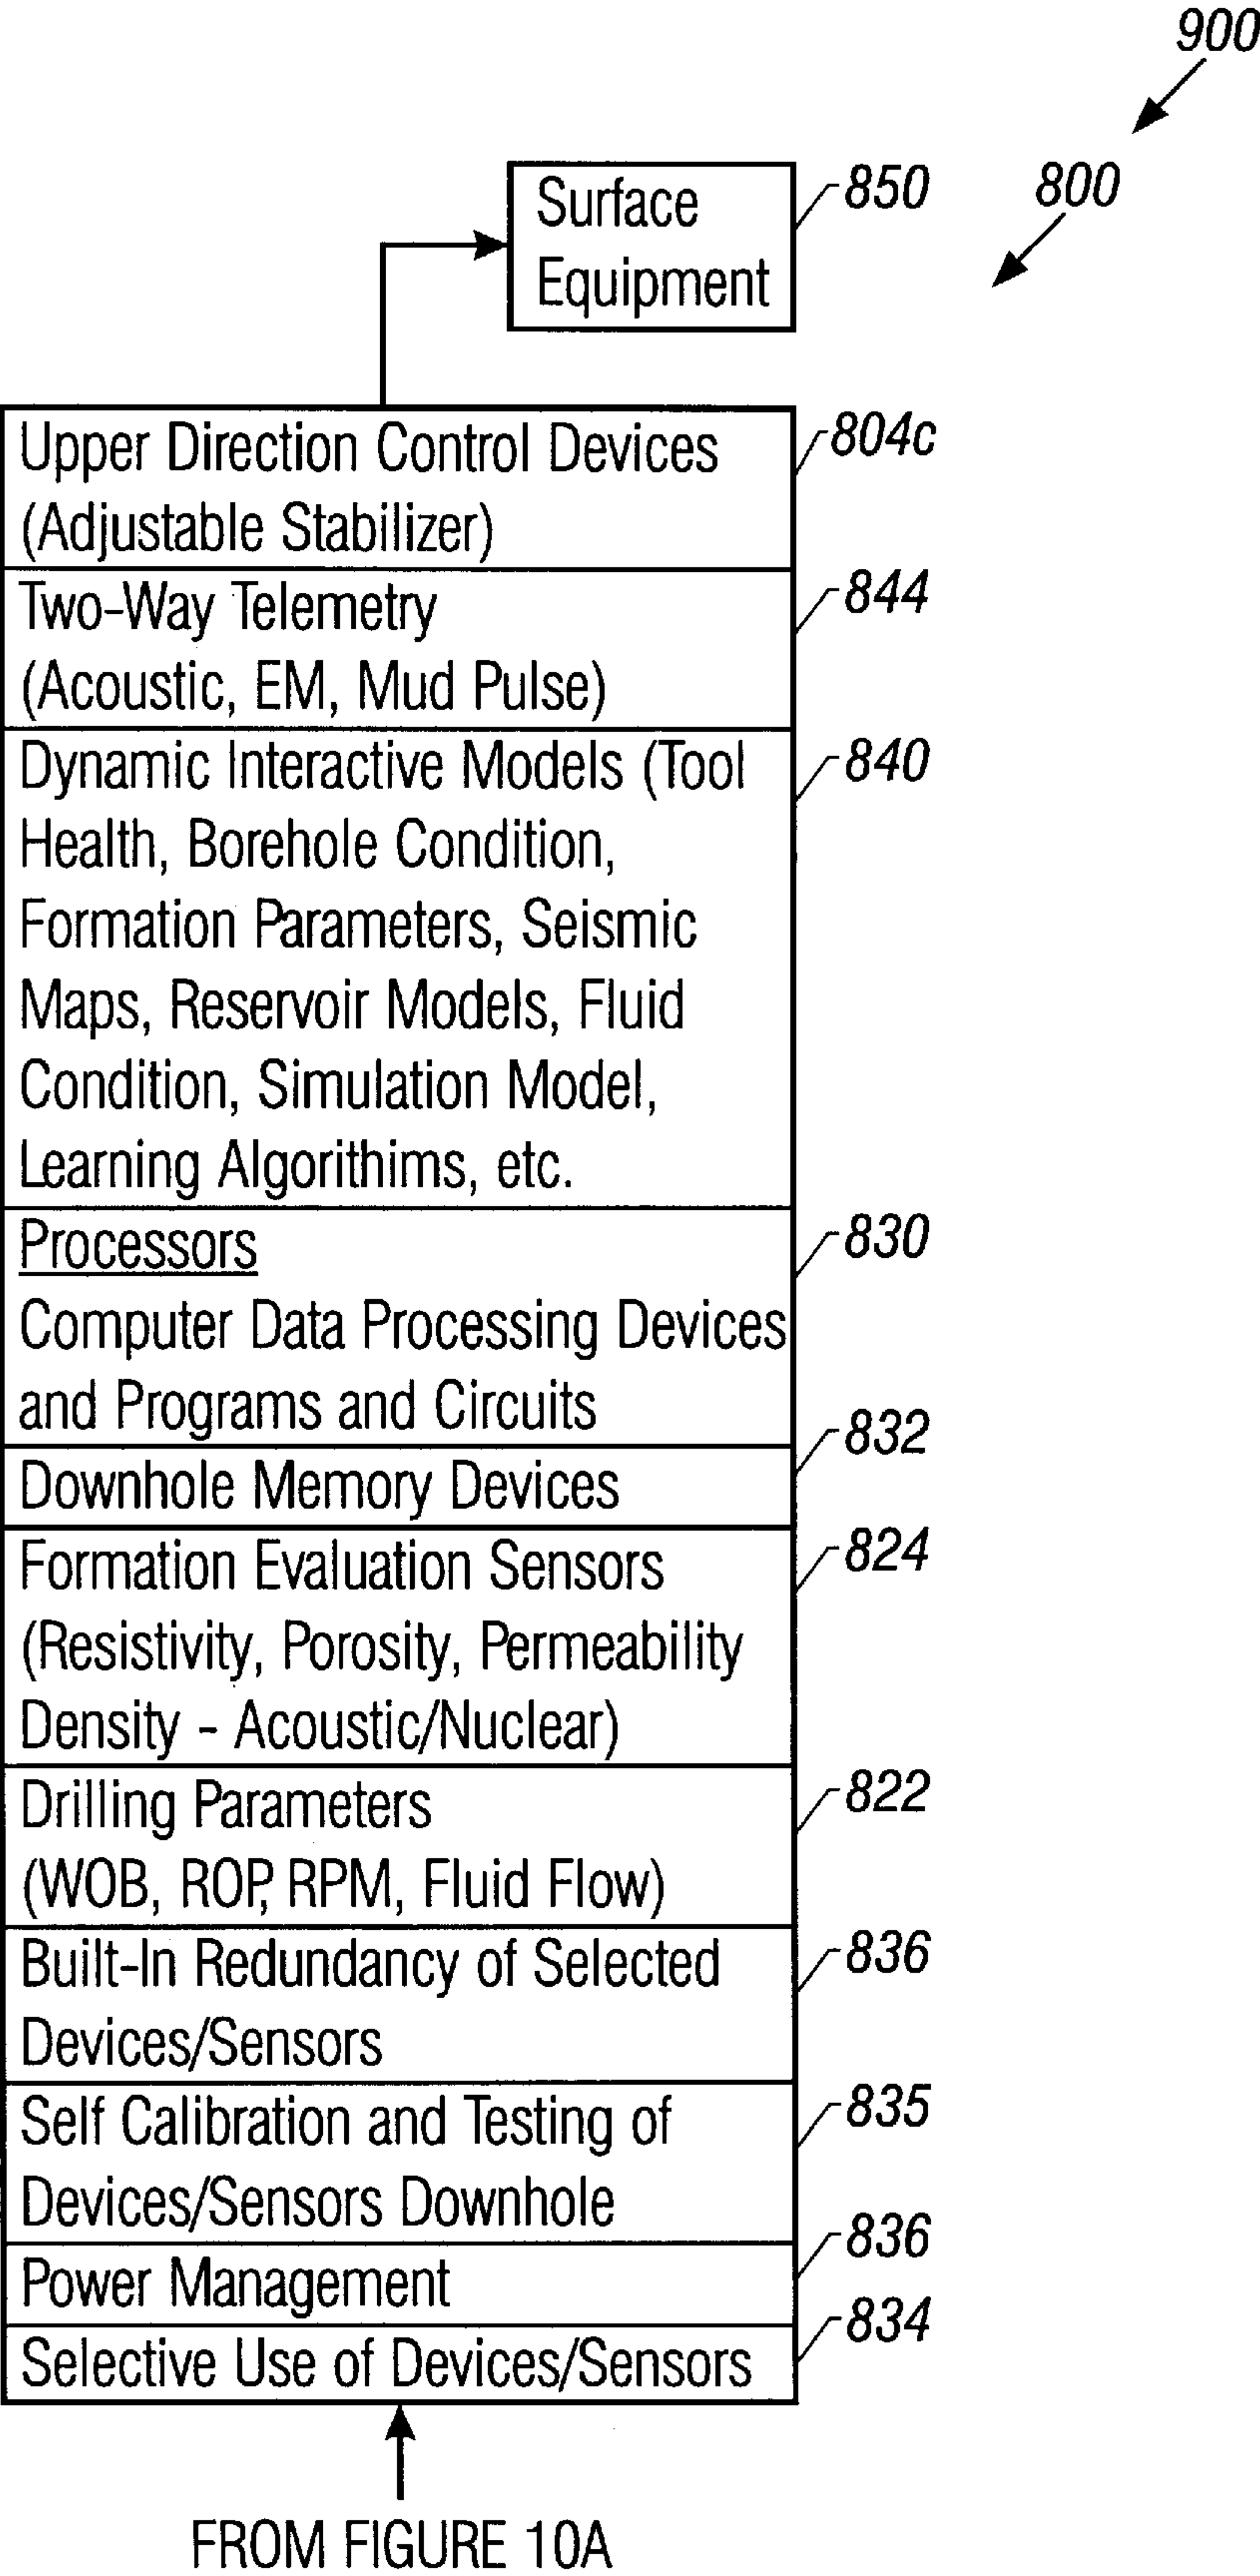 900
800
Surface
Equipment
850
Upper Direction Control Devices
(Adjustable Stabilizer)
804c
Two-Way Telemetry
(Acoustic, EM, Mud Pulse)
844
Dynamic Interactive Models (Tool
Health, Borehole Condition,
Formation Parameters, Seismic
Maps, Reservoir Models, Fluid
Condition, Simulation Model,
Learning Algorithims, etc.
840
Processors
Computer Data Processing Devices
and Programs and Circuits
830
Downhole Memory Devices
832
Formation Evaluation Sensors
(Resistivity, Porosity, Permeability
Density - Acoustic/Nuclear)
824
Drilling Parameters
(WOB, ROP, RPM, Fluid Flow)
822
Built-In Redundancy of Selected
Devices/Sensors
836
Self Calibration and Testing of
Devices/Sensors Downhole
835
Power Management
836
Selective Use of Devices/Sensors
834
FROM FIGURE 10A